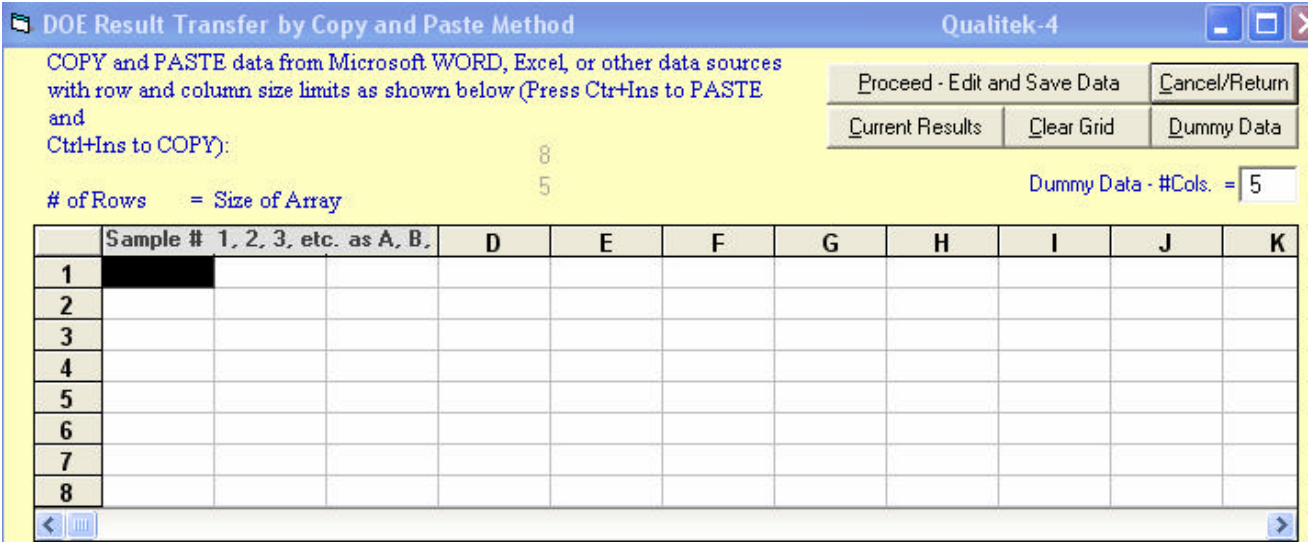 DOE Result Transfer by Copy and Paste Method Qualitek-4
COPY and PASTE data from Microsoft WORD, Excel, or other data sources
with row and column size limits as shown below (Press Ctr+Ins to PASTE
and
Ctrl+Ins to COPY):
8
# of Rows = Size of Array
5
Proceed - Edit and Save Data Cancel/Return
Current Results Clear Grid Dummy Data
Dummy Data - #Cols. = 5
Sample # 1, 2, 3, etc. as A, B, D E F G H I J K
1
2
3
4
5
6
7
8